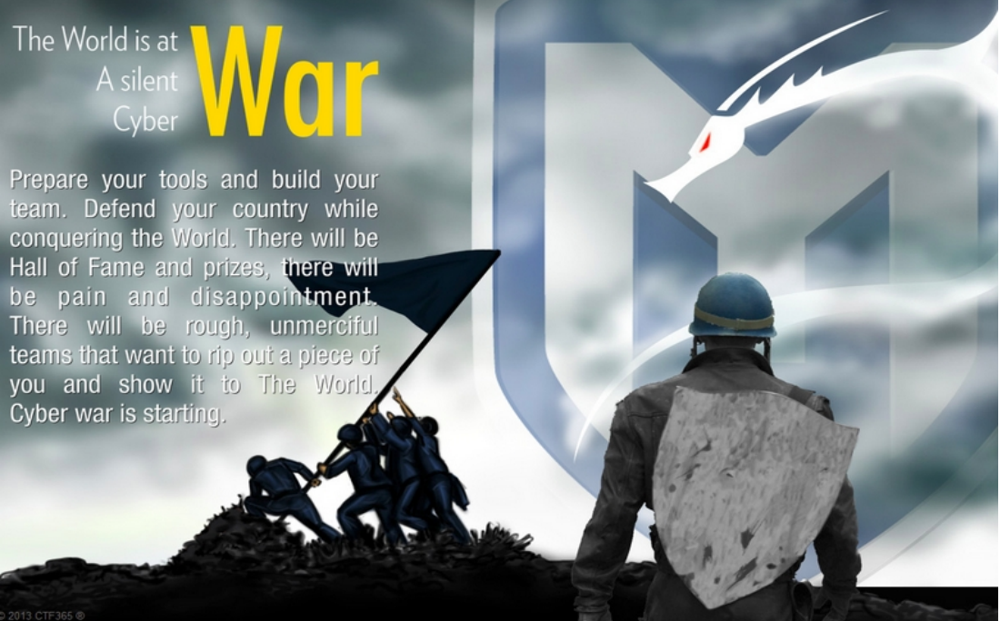 The World is at
A silent
Cyber
War
Prepare your tools and build your
team. Defend your country while
conquering the World. There will be
Hall of Fame and prizes, there will
be pain and disappointment.
There will be rough, unmerciful
teams that want to rip out a piece of
you and show it to The World.
Cyber war is starting.
© 2013 CTF365 ®